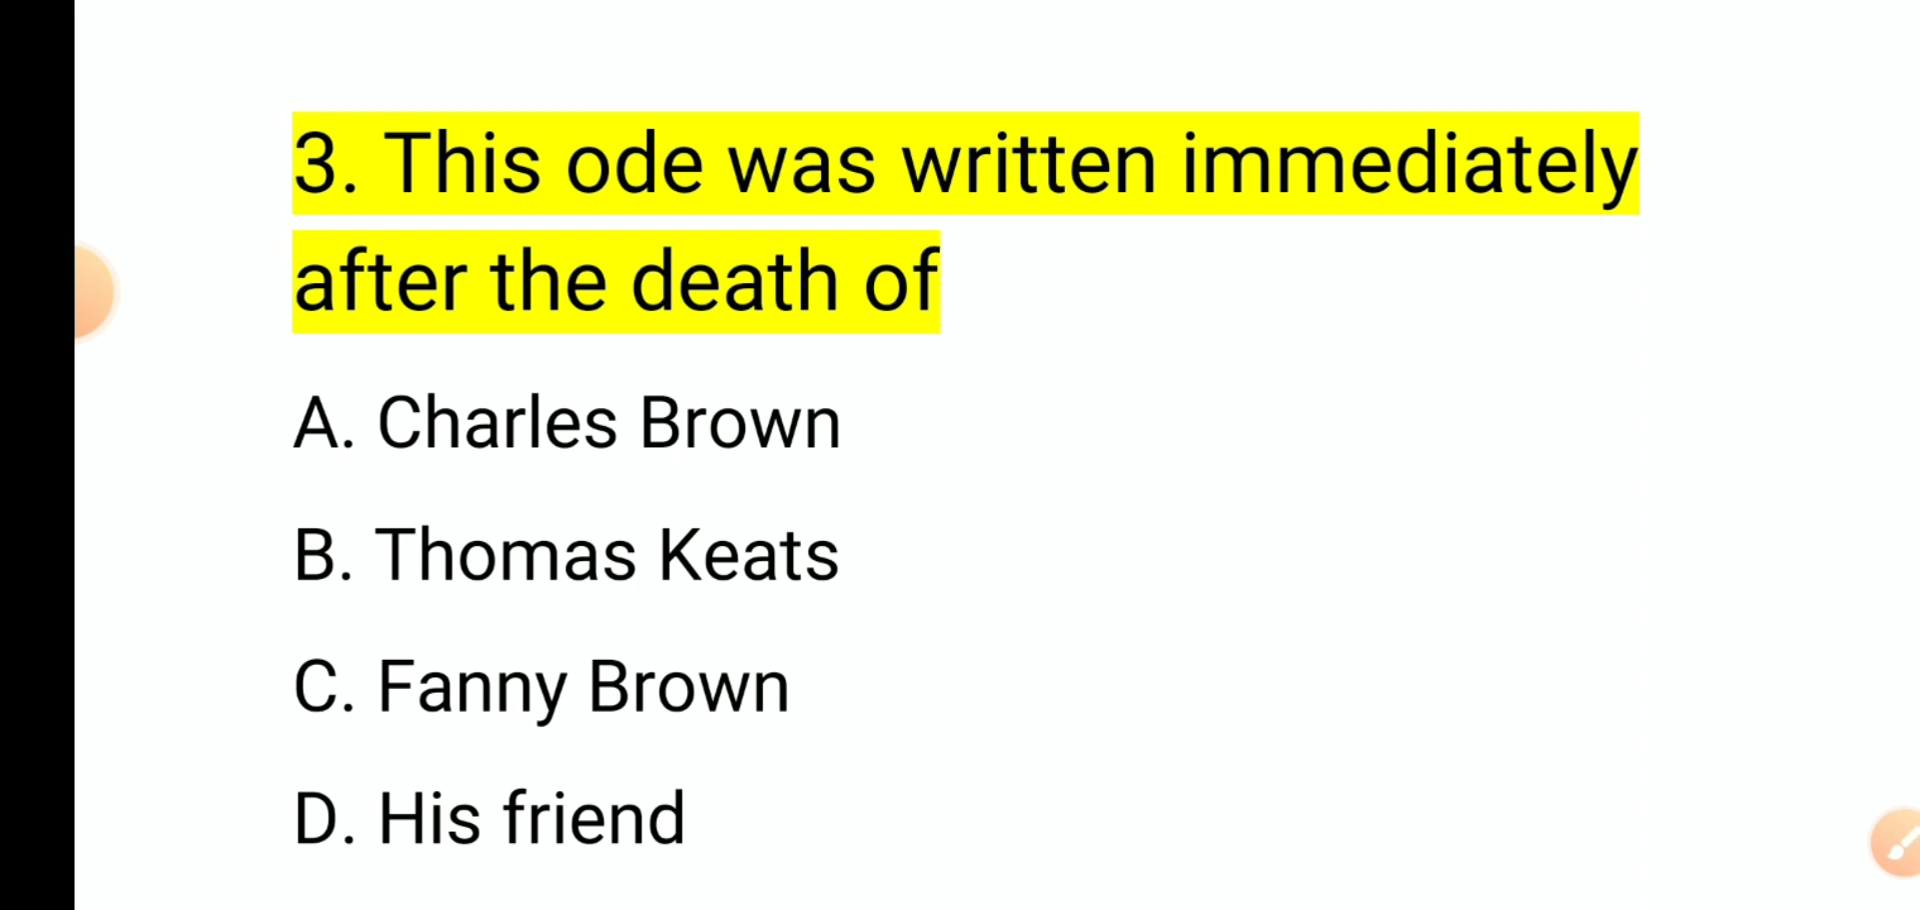 3. This ode was written immediately
after the death of
A. Charles Brown
B. Thomas Keats
C. Fanny Brown
D. His friend